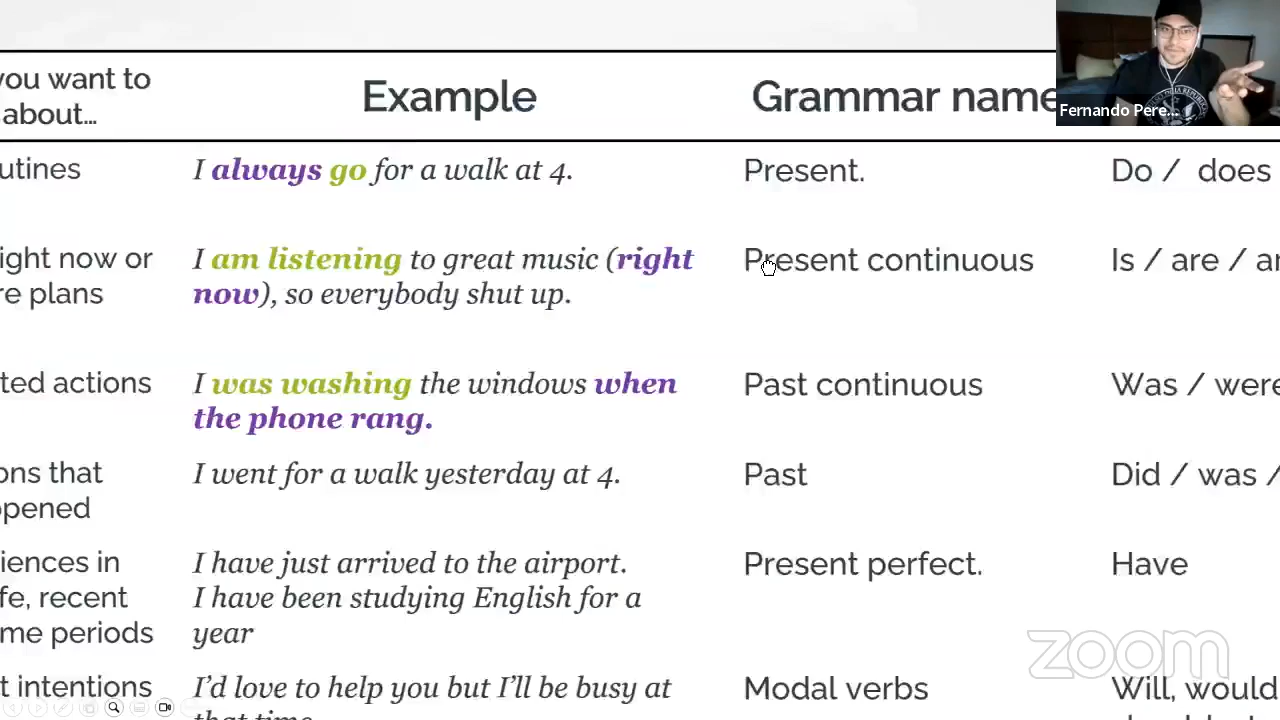 you want to
about...
Example
Grammar name
Fernando Pere...
utines
I always go for a walk at 4.
Present.
Do / does
ight now or
re plans
I am listening to great music (right
now), so everybody shut up.
Present continuous
Is / are / am
ted actions
I was washing the windows when
the phone rang.
Past continuous
Was / were
ons that
pened
I went for a walk yesterday at 4.
Past
Did / was /
iences in
fe, recent
me periods
I have just arrived to the airport.
I have been studying English for a
year
Present perfect.
Have
t intentions
I'd love to help you but I'll be busy at
that time
Modal verbs
Will, would
zoom